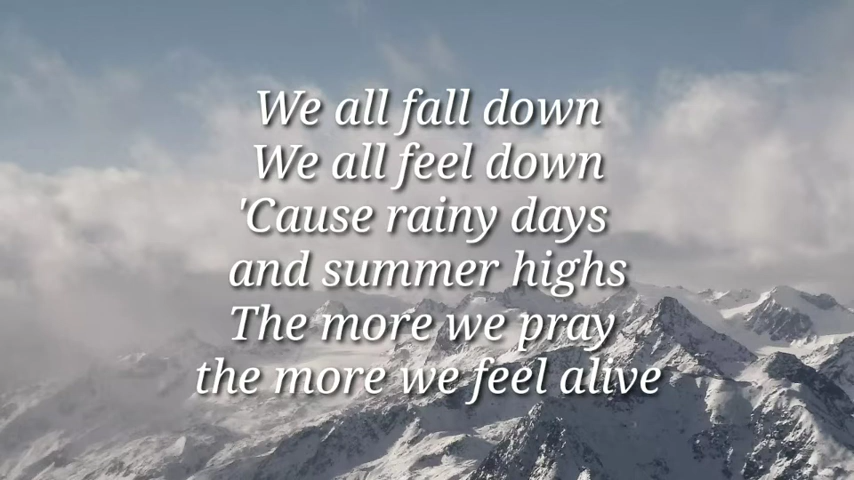 We all fall down
We all feel down
'Cause rainy days
and summer highs
The more we pray
the more we feel alive